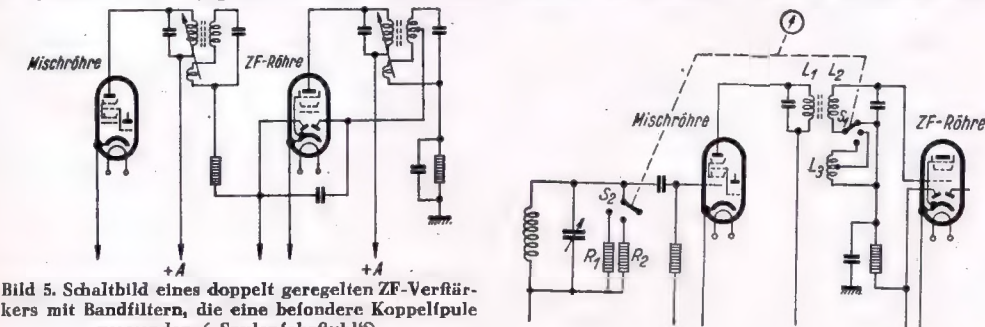 Mischröhre
ZF-Röhre
+A
+A
Bild 5. Schaltbild eines doppelt geregelten ZF-Verſtär-
kers mit Bandfiltern, die eine beſondere Koppelſpule
L₁ L₂
Mischröhre
S₁
ZF-Röhre
L₃
S₂
R₁ R₂